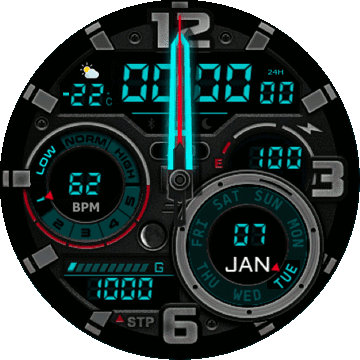 12
24H
-22°C 00:00 00
LOW NORM HIGH
62
BPM
1 2 3 4 5
E 100
3
FRI SAT SUN MON TUE WED THU
07
JAN
G
1000
STP
6